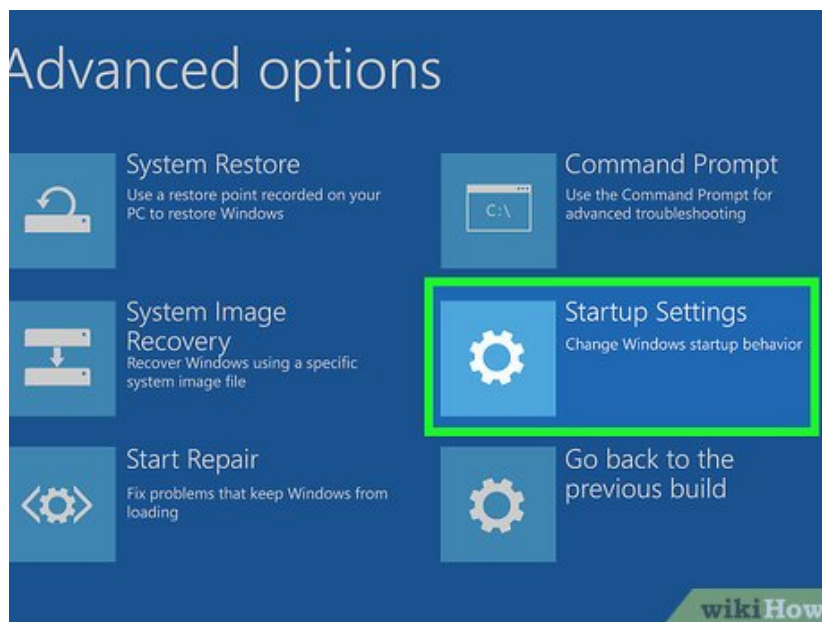 Advanced options
System Restore
Use a restore point recorded on your
PC to restore Windows
Command Prompt
Use the Command Prompt for
advanced troubleshooting
C:\
System Image
Recovery
Recover Windows using a specific
system image file
Startup Settings
Change Windows startup behavior
Start Repair
Fix problems that keep Windows from
loading
Go back to the
previous build
wikiHow